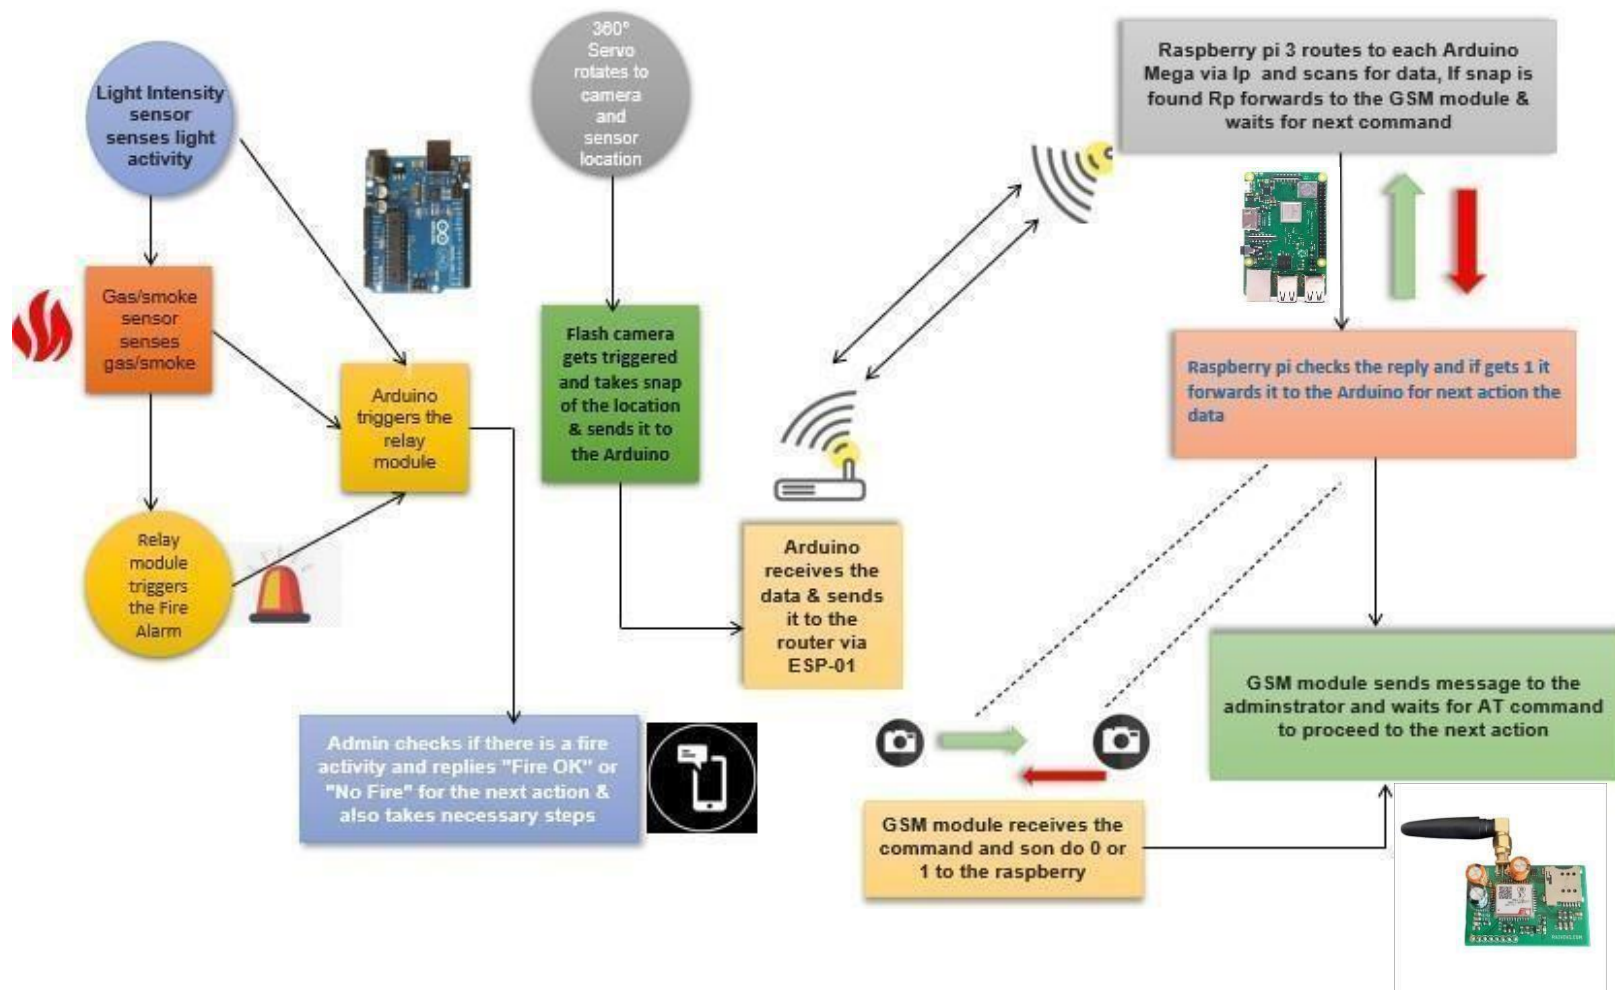 Light Intensity
sensor
senses light
activity
Gas/smoke
sensor
senses
gas/smoke
Relay
module
triggers
the Fire
Alarm
Arduino
triggers the
relay
module
360°
Servo
rotates to
camera
and
sensor
location
Flash camera
gets triggered
and takes snap
of the location
& sends it to
the Arduino
Arduino
receives the
data & sends
it to the
router via
ESP-01
Admin checks if there is a fire
activity and replies "Fire OK" or
"No Fire" for the next action &
also takes necessary steps
Raspberry pi 3 routes to each Arduino
Mega via Ip and scans for data, If snap is
found Rp forwards to the GSM module &
waits for next command
Raspberry pi checks the reply and if gets 1 it
forwards it to the Arduino for next action the
data
GSM module sends message to the
adminstrator and waits for AT command
to proceed to the next action
GSM module receives the
command and son do 0 or
1 to the raspberry